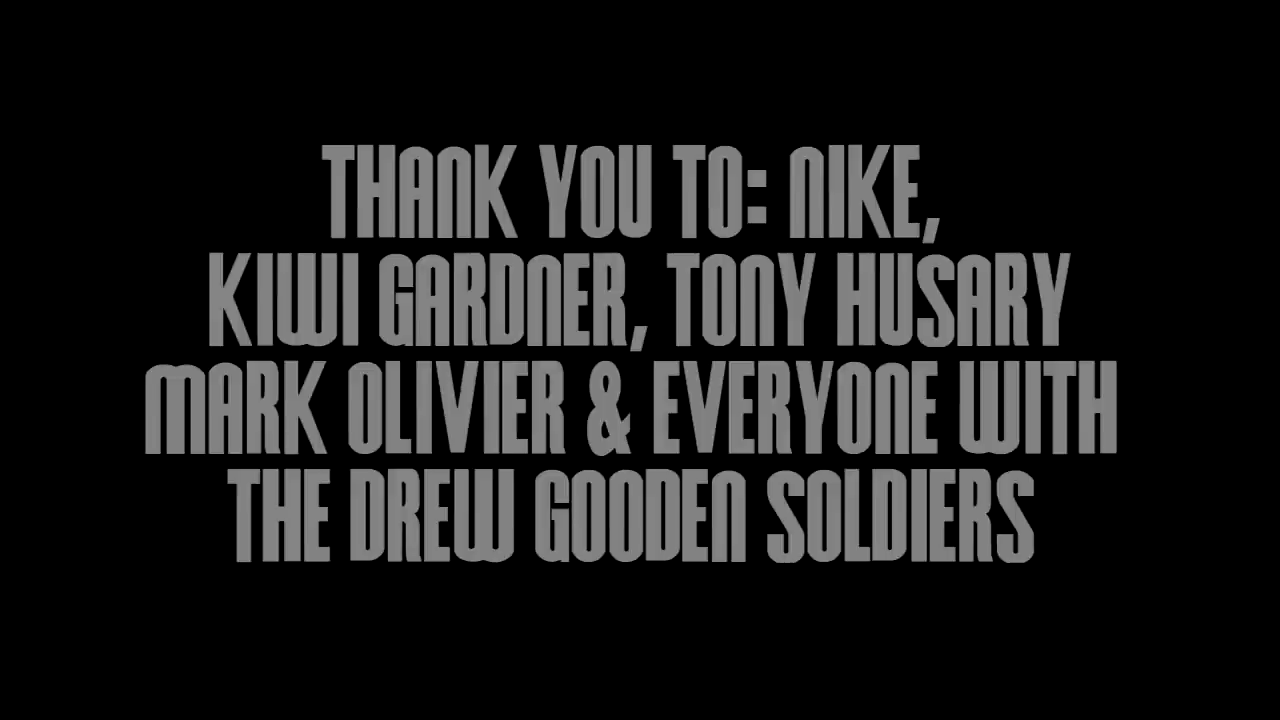 THANK YOU TO: NIKE,
KIWI GARDNER, TONY HUSARY
MARK OLIVIER & EVERYONE WITH
THE DREW GOODEN SOLDIERS